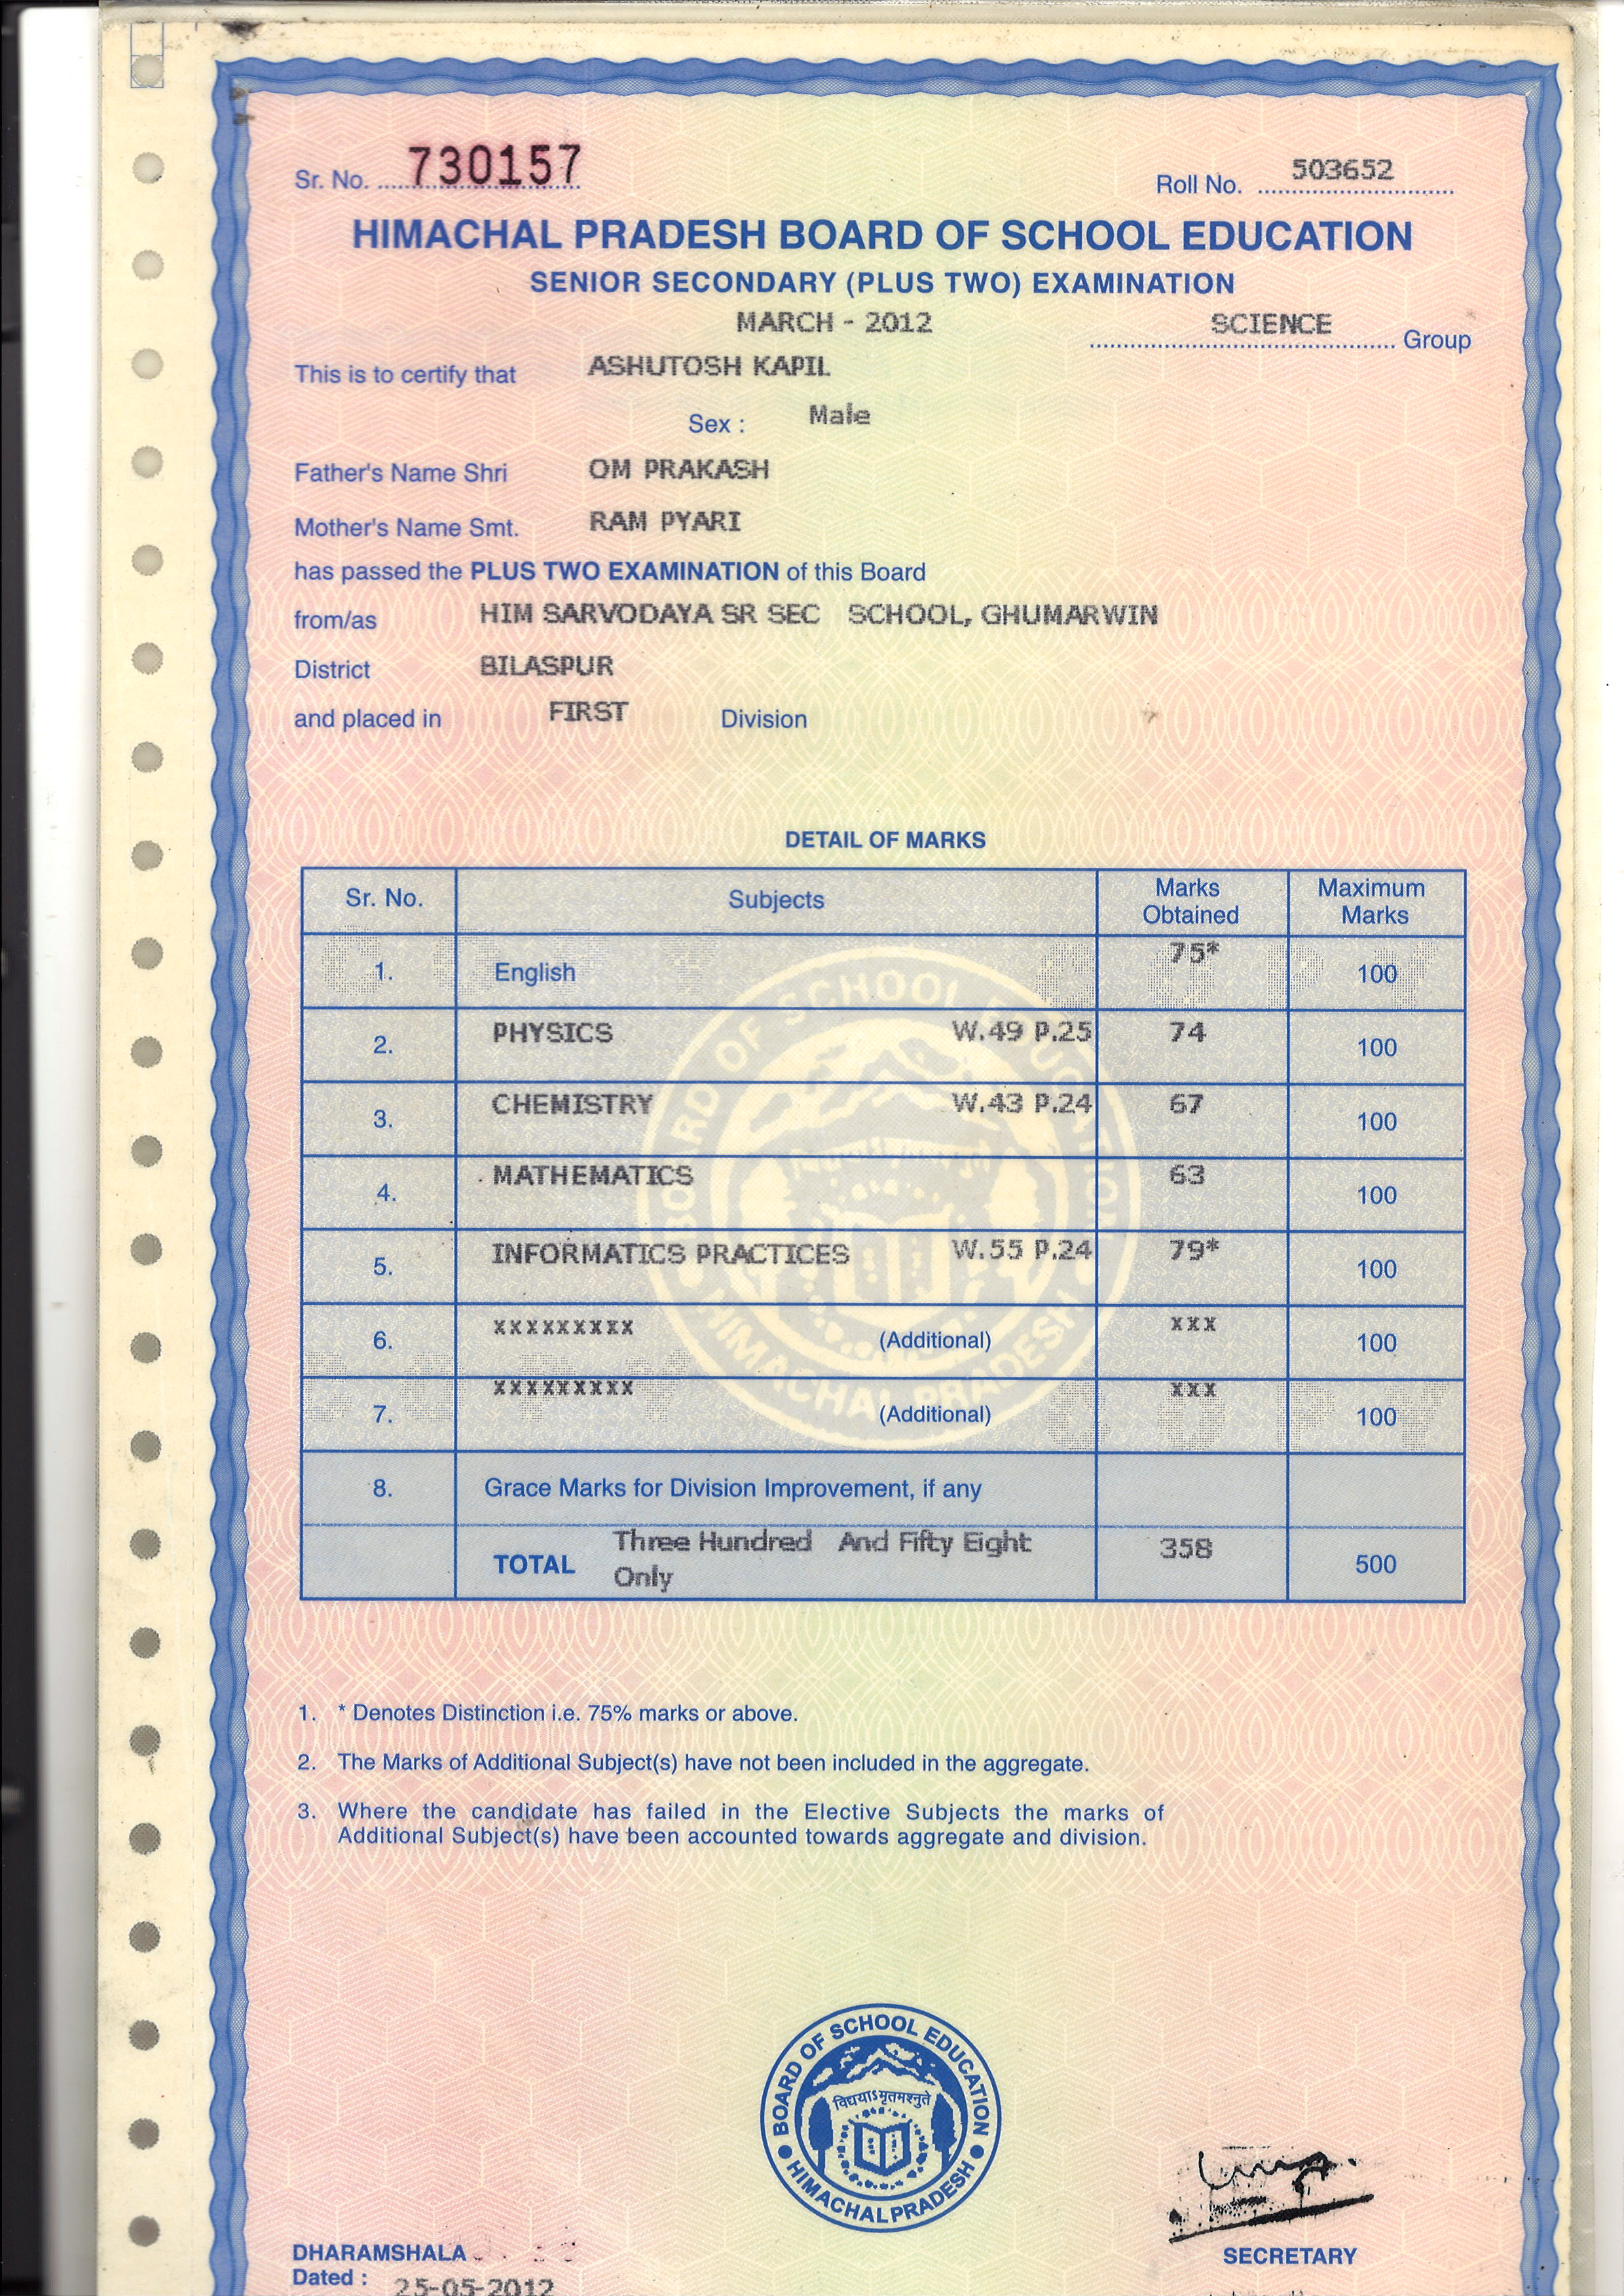 Sr. No. 730157
Roll No. 503652
HIMACHAL PRADESH BOARD OF SCHOOL EDUCATION
SENIOR SECONDARY (PLUS TWO) EXAMINATION
MARCH - 2012 SCIENCE Group
This is to certify that ASHUTOSH KAPIL
Sex : Male
Father's Name Shri OM PRAKASH
Mother's Name Smt. RAM PYARI
has passed the PLUS TWO EXAMINATION of this Board
from/as HIM SARVODAYA SR SEC SCHOOL, GHUMARWIN
District BILASPUR
and placed in FIRST Division
DETAIL OF MARKS
Sr. No. Subjects Marks Obtained Maximum Marks
1. English 75* 100
2. PHYSICS W.49 P.25 74 100
3. CHEMISTRY W.43 P.24 67 100
4. MATHEMATICS 63 100
5. INFORMATICS PRACTICES W.55 P.24 79* 100
6. XXXXXXXXX (Additional) XXX 100
7. XXXXXXXXX (Additional) XXX 100
8. Grace Marks for Division Improvement, if any
TOTAL Three Hundred And Fifty Eight Only 358 500
1. * Denotes Distinction i.e. 75% marks or above.
2. The Marks of Additional Subject(s) have not been included in the aggregate.
3. Where the candidate has failed in the Elective Subjects the marks of
Additional Subject(s) have been accounted towards aggregate and division.
BOARD OF SCHOOL EDUCATION
विद्ययाऽमृतमश्नुते
HIMACHAL PRADESH
DHARAMSHALA
SECRETARY
Dated : 25-05-2012